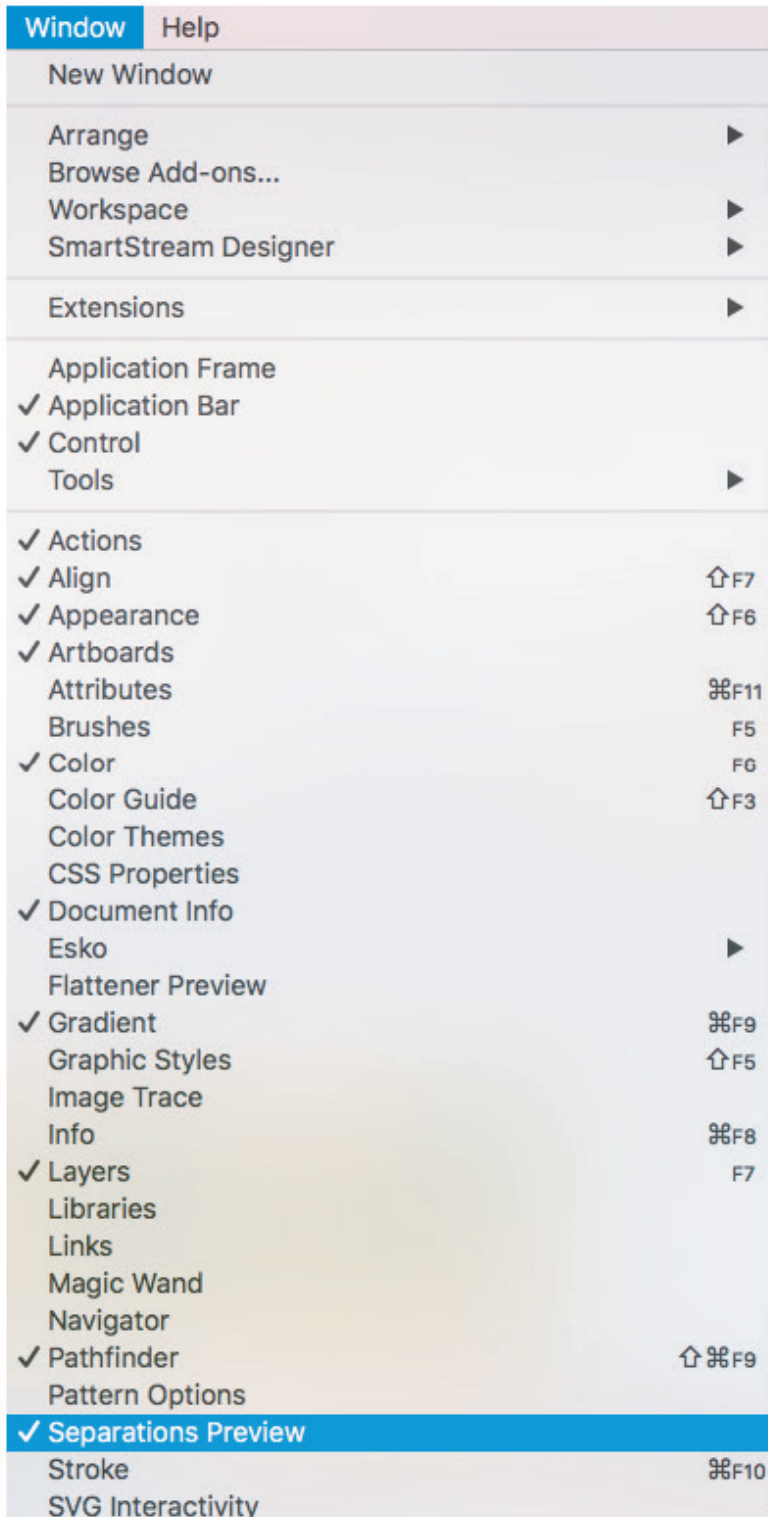 Window Help
New Window
Arrange ▶
Browse Add-ons...
Workspace ▶
SmartStream Designer ▶
Extensions ▶
Application Frame
✓ Application Bar
✓ Control
Tools ▶
✓ Actions
✓ Align ⇧F7
✓ Appearance ⇧F6
✓ Artboards
Attributes ⌘F11
Brushes F5
✓ Color F6
Color Guide ⇧F3
Color Themes
CSS Properties
✓ Document Info
Esko ▶
Flattener Preview
✓ Gradient ⌘F9
Graphic Styles ⇧F5
Image Trace
Info ⌘F8
✓ Layers F7
Libraries
Links
Magic Wand
Navigator
✓ Pathfinder ⇧⌘F9
Pattern Options
✓ Separations Preview
Stroke ⌘F10
SVG Interactivity